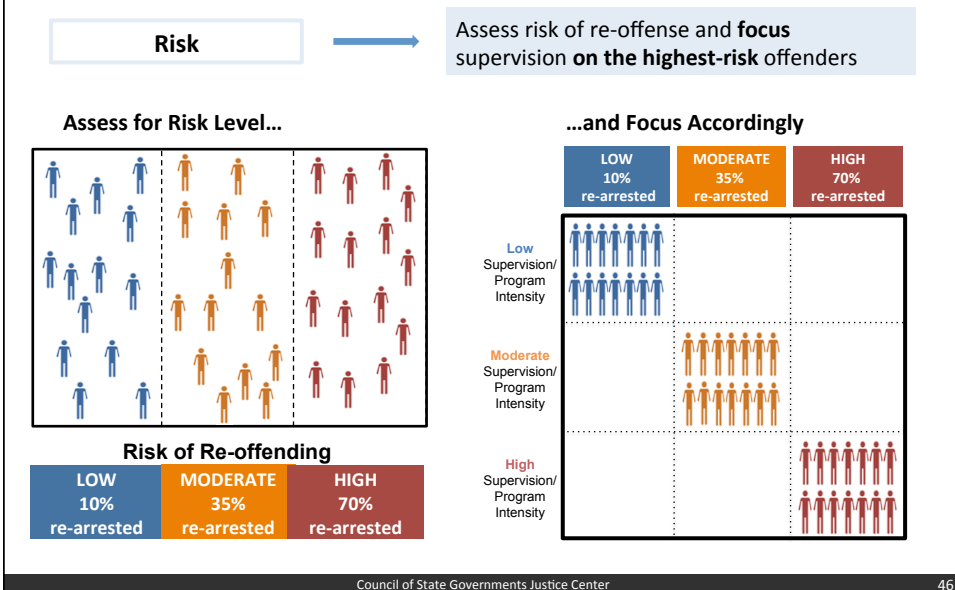 Risk
Assess risk of re-offense and focus
supervision on the highest-risk offenders
Assess for Risk Level...
Risk of Re-offending
LOW
10%
re-arrested
MODERATE
35%
re-arrested
HIGH
70%
re-arrested
...and Focus Accordingly
LOW
10%
re-arrested
MODERATE
35%
re-arrested
HIGH
70%
re-arrested
Low
Supervision/
Program
Intensity
Moderate
Supervision/
Program
Intensity
High
Supervision/
Program
Intensity
Council of State Governments Justice Center
46